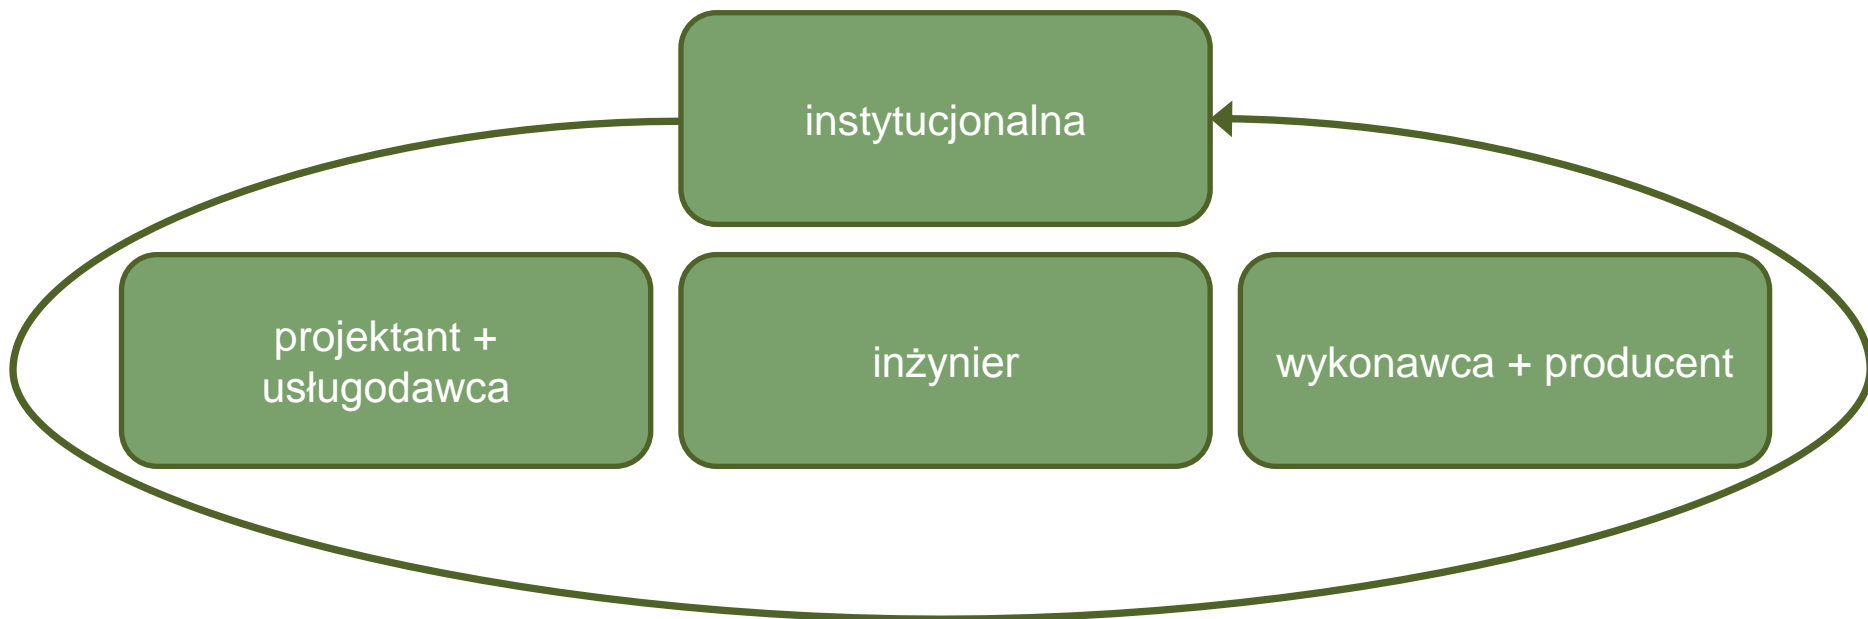 instytucjonalna
projektant +
usługodawca
inżynier
wykonawca + producent